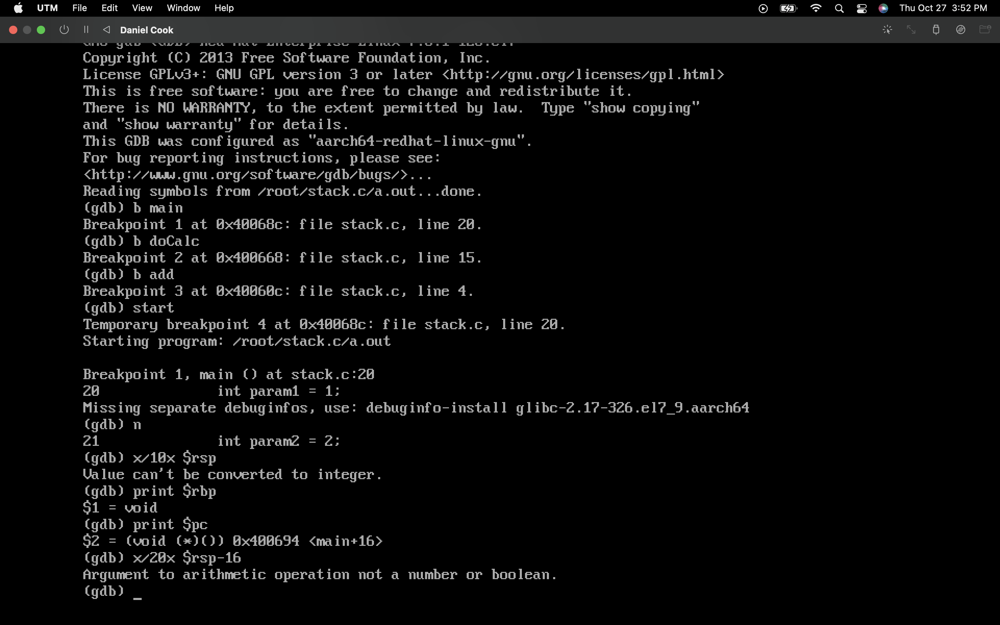 UTM File Edit View Window Help Thu Oct 27 3:52 PM
Daniel Cook
Copyright (C) 2013 Free Software Foundation, Inc.
License GPLv3+: GNU GPL version 3 or later <http://gnu.org/licenses/gpl.html>
This is free software: you are free to change and redistribute it.
There is NO WARRANTY, to the extent permitted by law.  Type "show copying"
and "show warranty" for details.
This GDB was configured as "aarch64-redhat-linux-gnu".
For bug reporting instructions, please see:
<http://www.gnu.org/software/gdb/bugs/>...
Reading symbols from /root/stack.c/a.out...done.
(gdb) b main
Breakpoint 1 at 0x40068c: file stack.c, line 20.
(gdb) b doCalc
Breakpoint 2 at 0x400668: file stack.c, line 15.
(gdb) b add
Breakpoint 3 at 0x40060c: file stack.c, line 4.
(gdb) start
Temporary breakpoint 4 at 0x40068c: file stack.c, line 20.
Starting program: /root/stack.c/a.out
Breakpoint 1, main () at stack.c:20
20              int param1 = 1;
Missing separate debuginfos, use: debuginfo-install glibc-2.17-326.el7_9.aarch64
(gdb) n
21              int param2 = 2;
(gdb) x/10x $rsp
Value can't be converted to integer.
(gdb) print $rbp
$1 = void
(gdb) print $pc
$2 = (void (*)()) 0x400694 <main+16>
(gdb) x/20x $rsp-16
Argument to arithmetic operation not a number or boolean.
(gdb) _